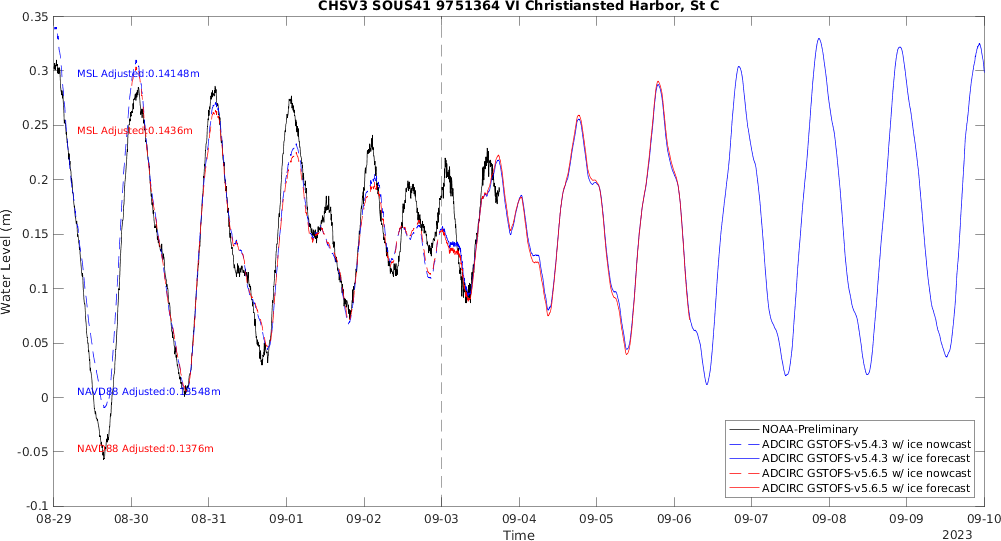 CHSV3 SOUS41 9751364 VI Christiansted Harbor, St C
0.35
0.3
0.25
0.2
0.15
0.1
0.05
0
-0.05
-0.1
Water Level (m)
MSL Adjusted:0.14148m
MSL Adjusted:0.1436m
NAVD88 Adjusted:0.13548m
NAVD88 Adjusted:0.1376m
NOAA-Preliminary
ADCIRC GSTOFS-v5.4.3 w/ ice nowcast
ADCIRC GSTOFS-v5.4.3 w/ ice forecast
ADCIRC GSTOFS-v5.6.5 w/ ice nowcast
ADCIRC GSTOFS-v5.6.5 w/ ice forecast
08-29 08-30 08-31 09-01 09-02 09-03 09-04 09-05 09-06 09-07 09-08 09-09 09-10
Time
2023